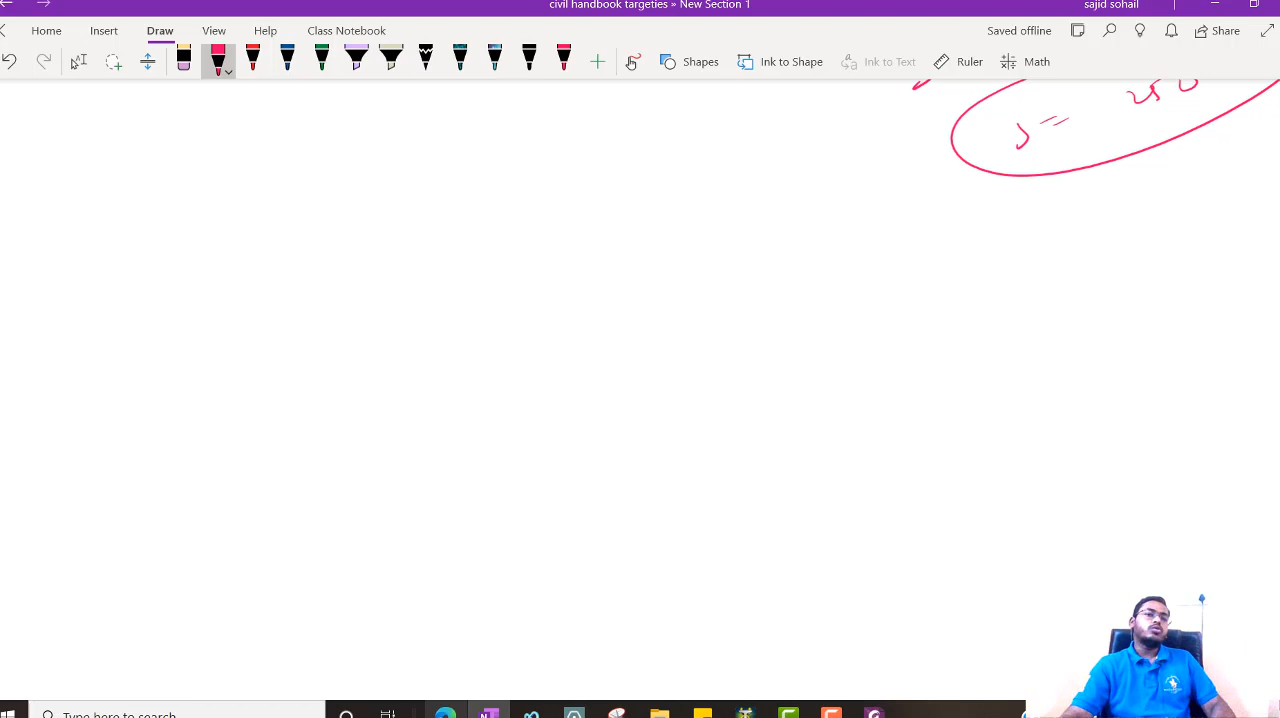 civil handbook targeties » New Section 1
sajid sohail
Home Insert Draw View Help Class Notebook
Saved offline Share
Shapes Ink to Shape Ink to Text Ruler Math
250
s =
Type here to search